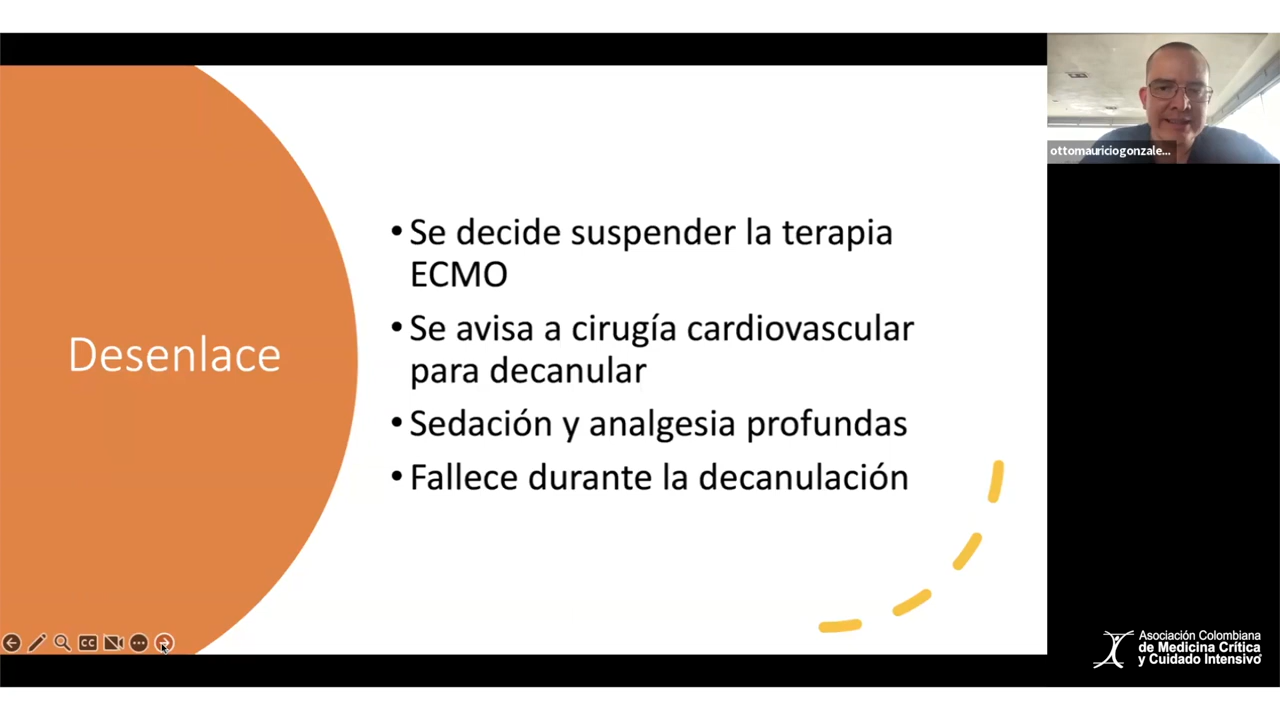 Desenlace
• Se decide suspender la terapia
ECMO
• Se avisa a cirugía cardiovascular
para decanular
• Sedación y analgesia profundas
• Fallece durante la decanulación
ottomauriciogonzale...
CC
Asociación Colombiana
de Medicina Crítica
y Cuidado Intensivo